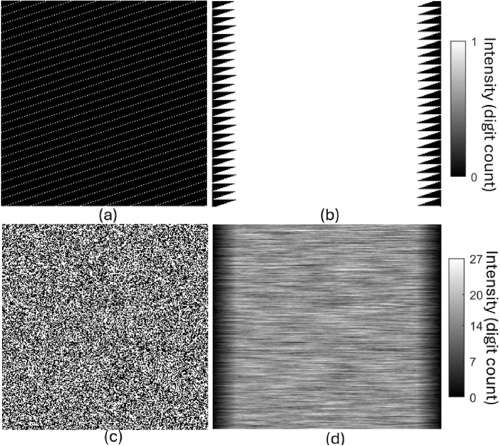 1
Intensity (digit count)
0
(a)
(b)
27
20
14
7
0
Intensity (digit count)
(c)
(d)